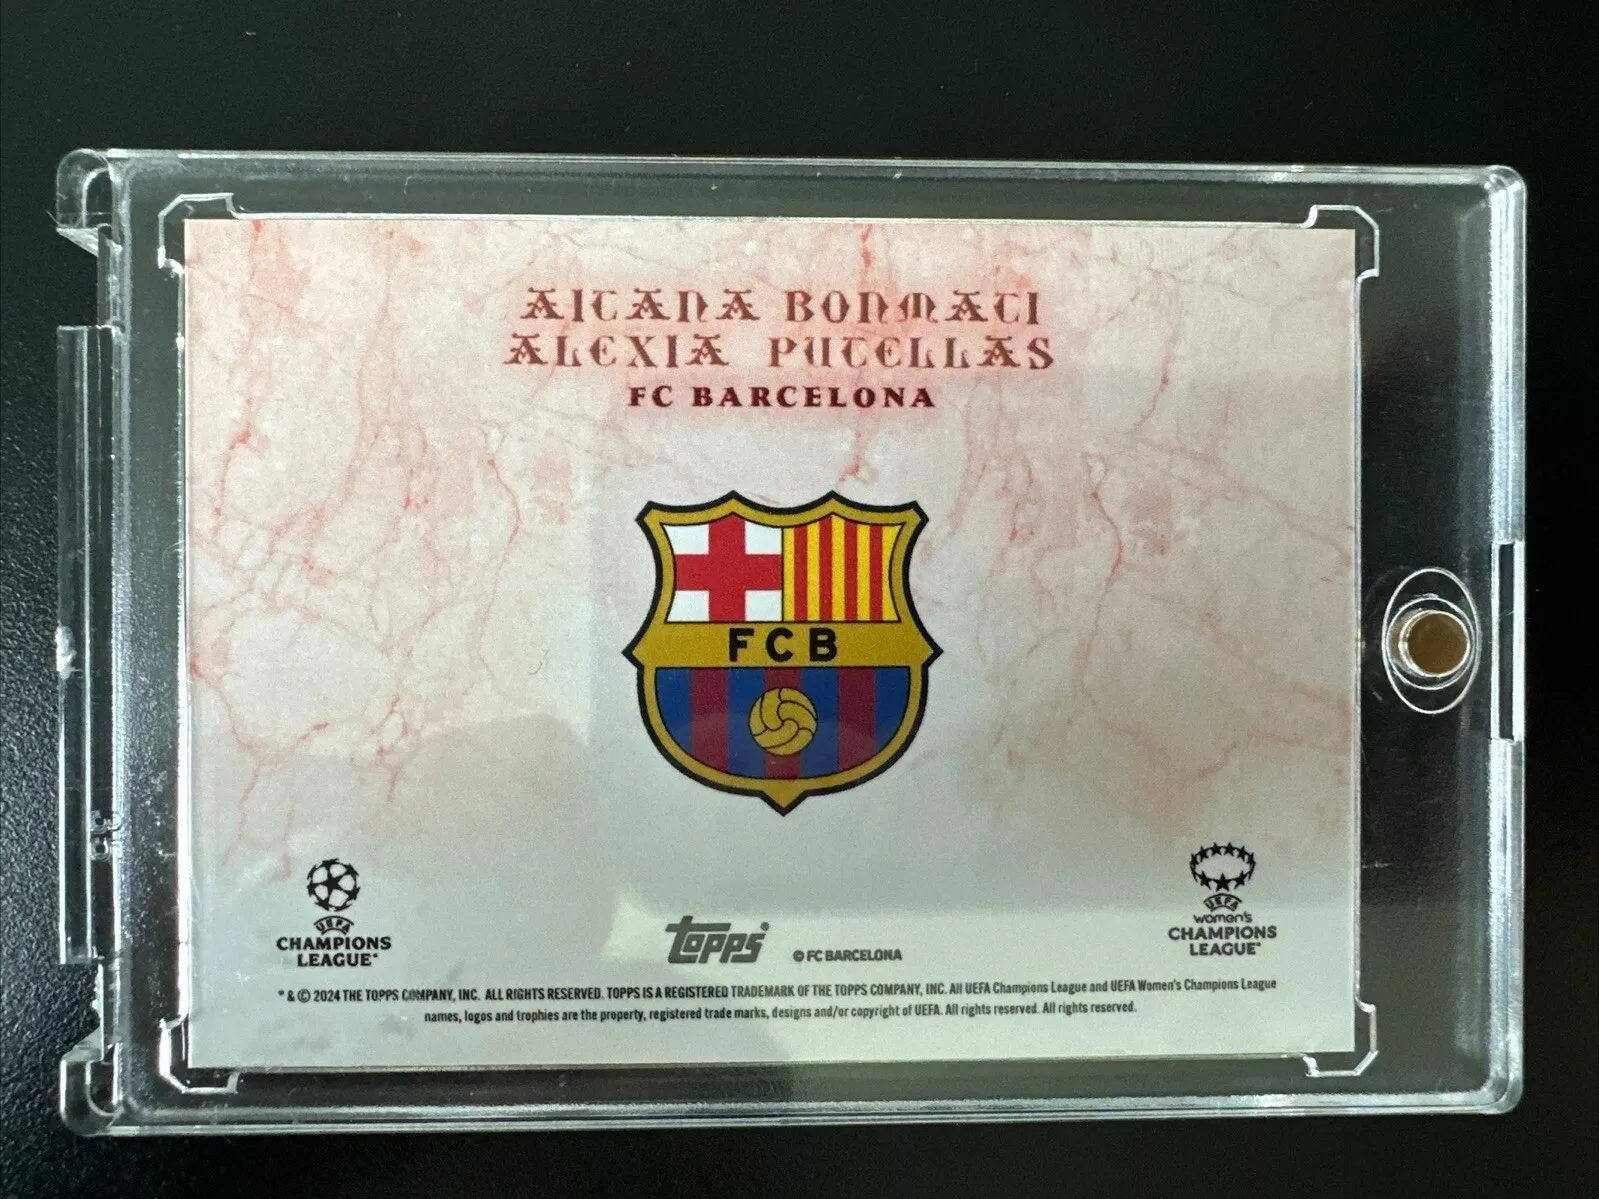 AITANA BONMATI
ALEXIA PUTELLAS
FC BARCELONA
FCB
UEFA
CHAMPIONS
LEAGUE*
topps
© FC BARCELONA
UEFA
women's
CHAMPIONS
LEAGUE*
* & © 2024 THE TOPPS COMPANY, INC. ALL RIGHTS RESERVED. TOPPS IS A REGISTERED TRADEMARK OF THE TOPPS COMPANY, INC. All UEFA Champions League and UEFA Women's Champions League
names, logos and trophies are the property, registered trade marks, designs and/or copyright of UEFA. All rights reserved. All rights reserved.